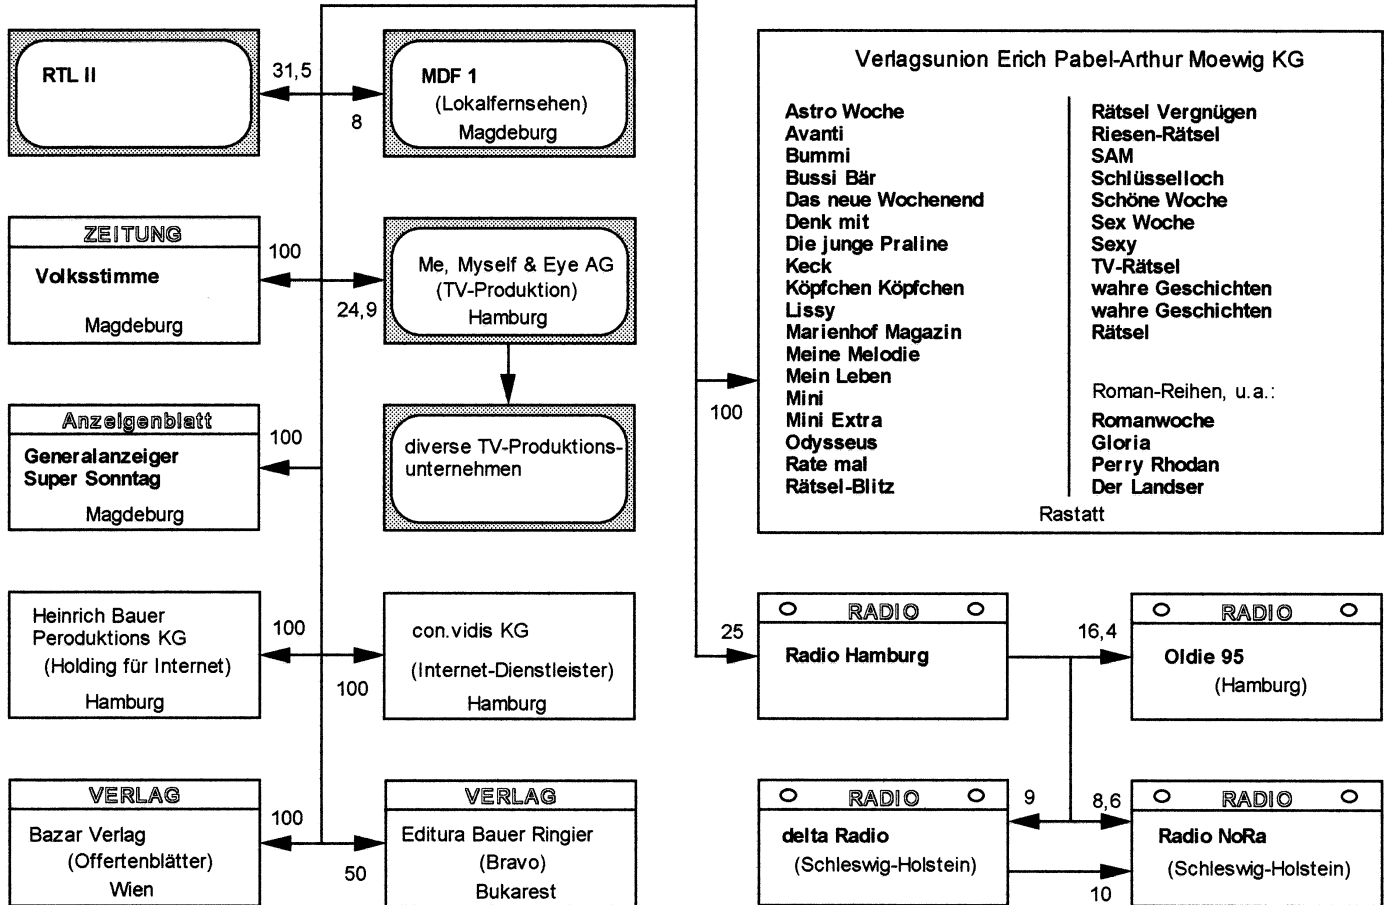 RTL II
31,5
8
MDF 1
(Lokalfernsehen)
Magdeburg
ZEITUNG
Volksstimme
Magdeburg
100
24,9
Me, Myself & Eye AG
(TV-Produktion)
Hamburg
Anzeigenblatt
Generalanzeiger
Super Sonntag
Magdeburg
100
diverse TV-Produktions-
unternehmen
Heinrich Bauer
Peroduktions KG
(Holding für Internet)
Hamburg
100
100
con.vidis KG
(Internet-Dienstleister)
Hamburg
VERLAG
Bazar Verlag
(Offertenblätter)
Wien
100
50
VERLAG
Editura Bauer Ringier
(Bravo)
Bukarest
100
Verlagsunion Erich Pabel-Arthur Moewig KG
Astro Woche
Avanti
Bummi
Bussi Bär
Das neue Wochenend
Denk mit
Die junge Praline
Keck
Köpfchen Köpfchen
Lissy
Marienhof Magazin
Meine Melodie
Mein Leben
Mini
Mini Extra
Odysseus
Rate mal
Rätsel-Blitz
Rätsel Vergnügen
Riesen-Rätsel
SAM
Schlüsselloch
Schöne Woche
Sex Woche
Sexy
TV-Rätsel
wahre Geschichten
wahre Geschichten
Rätsel
Roman-Reihen, u.a.:
Romanwoche
Gloria
Perry Rhodan
Der Landser
Rastatt
25
RADIO
Radio Hamburg
16,4
RADIO
Oldie 95
(Hamburg)
RADIO
delta Radio
(Schleswig-Holstein)
9
8,6
10
RADIO
Radio NoRa
(Schleswig-Holstein)